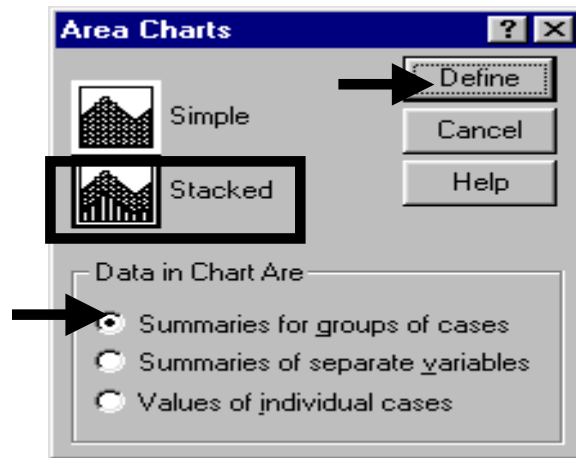 Area Charts
?
Simple
Stacked
Define
Cancel
Help
Data in Chart Are
Summaries for groups of cases
Summaries of separate variables
Values of individual cases